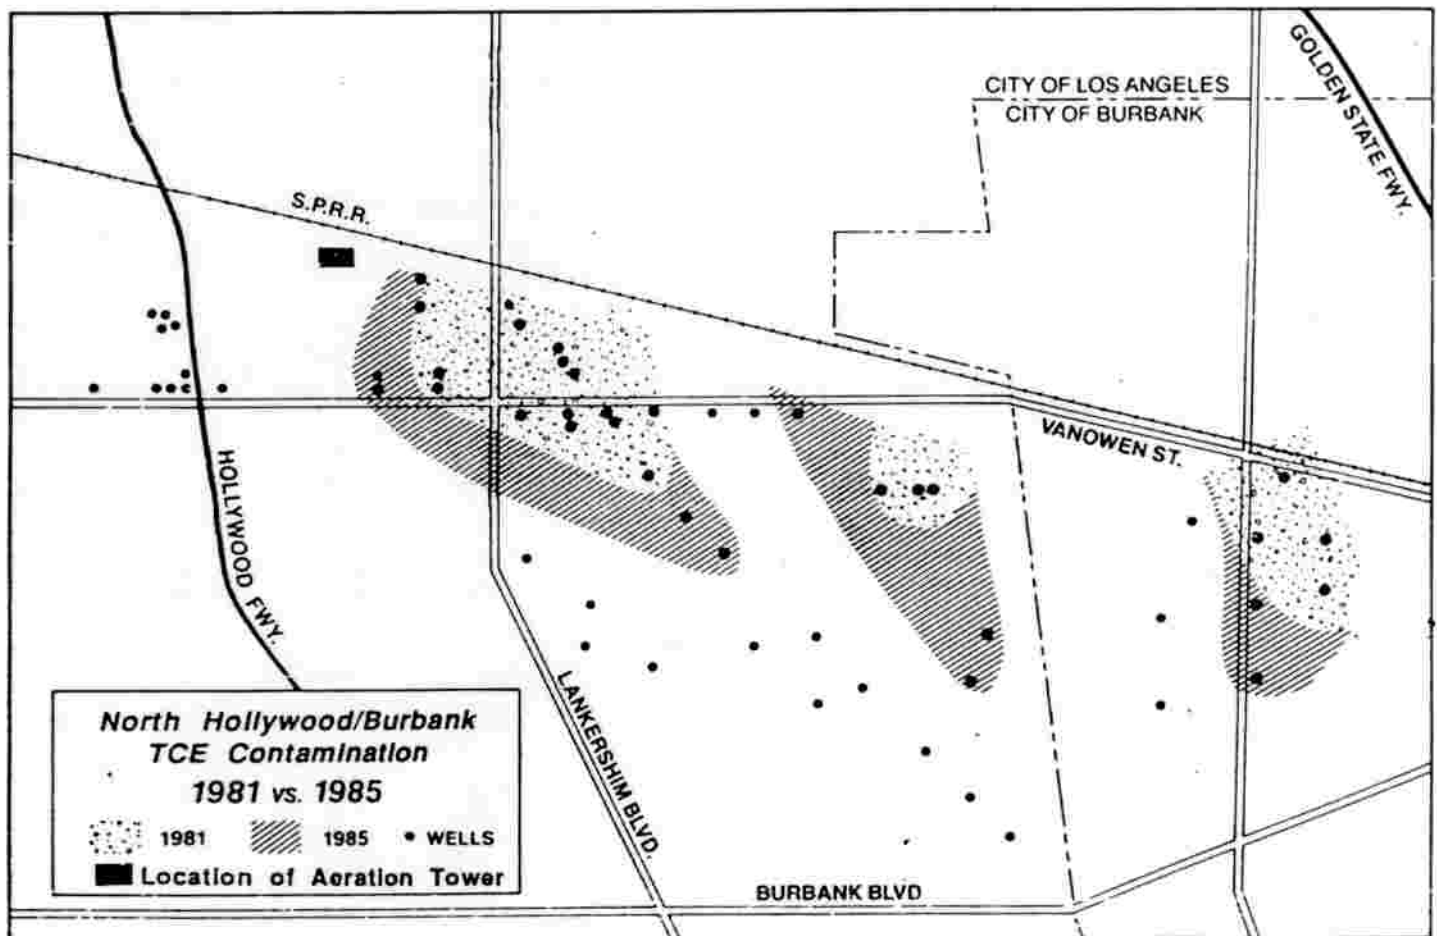 CITY OF LOS ANGELES
CITY OF BURBANK
GOLDEN STATE FWY.
S.P.R.R.
VANOWEN ST.
HOLLYWOOD FWY.
LANKERSHIM BLVD.
BURBANK BLVD
North Hollywood/Burbank
TCE Contamination
1981 vs. 1985
1981 1985 WELLS
Location of Aeration Tower